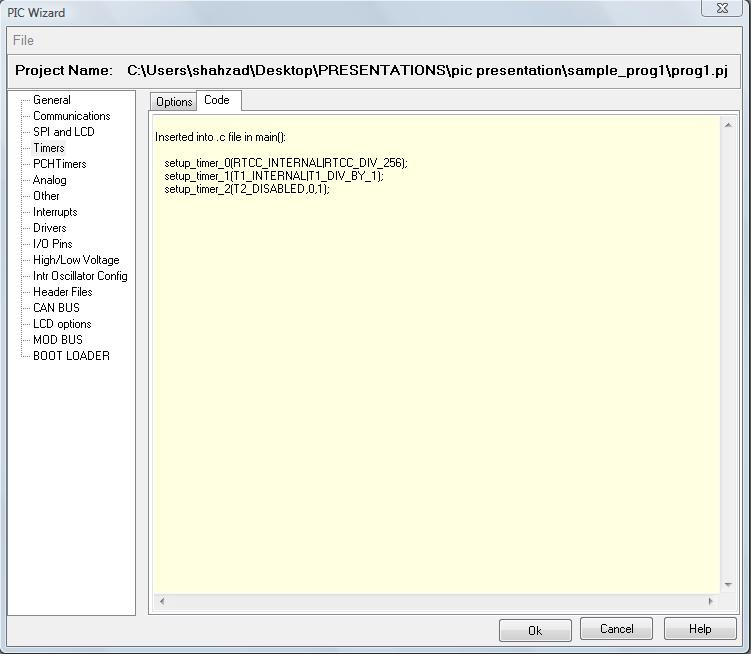 PIC Wizard
File
Project Name: C:\Users\shahzad\Desktop\PRESENTATIONS\pic presentation\sample_prog1\prog1.pj
General
Communications
SPI and LCD
Timers
PCHTimers
Analog
Other
Interrupts
Drivers
I/O Pins
High/Low Voltage
Intr Oscillator Config
Header Files
CAN BUS
LCD options
MOD BUS
BOOT LOADER
Options Code
Inserted into .c file in main():
setup_timer_0(RTCC_INTERNAL|RTCC_DIV_256);
setup_timer_1(T1_INTERNAL|T1_DIV_BY_1);
setup_timer_2(T2_DISABLED,0,1);
Ok Cancel Help